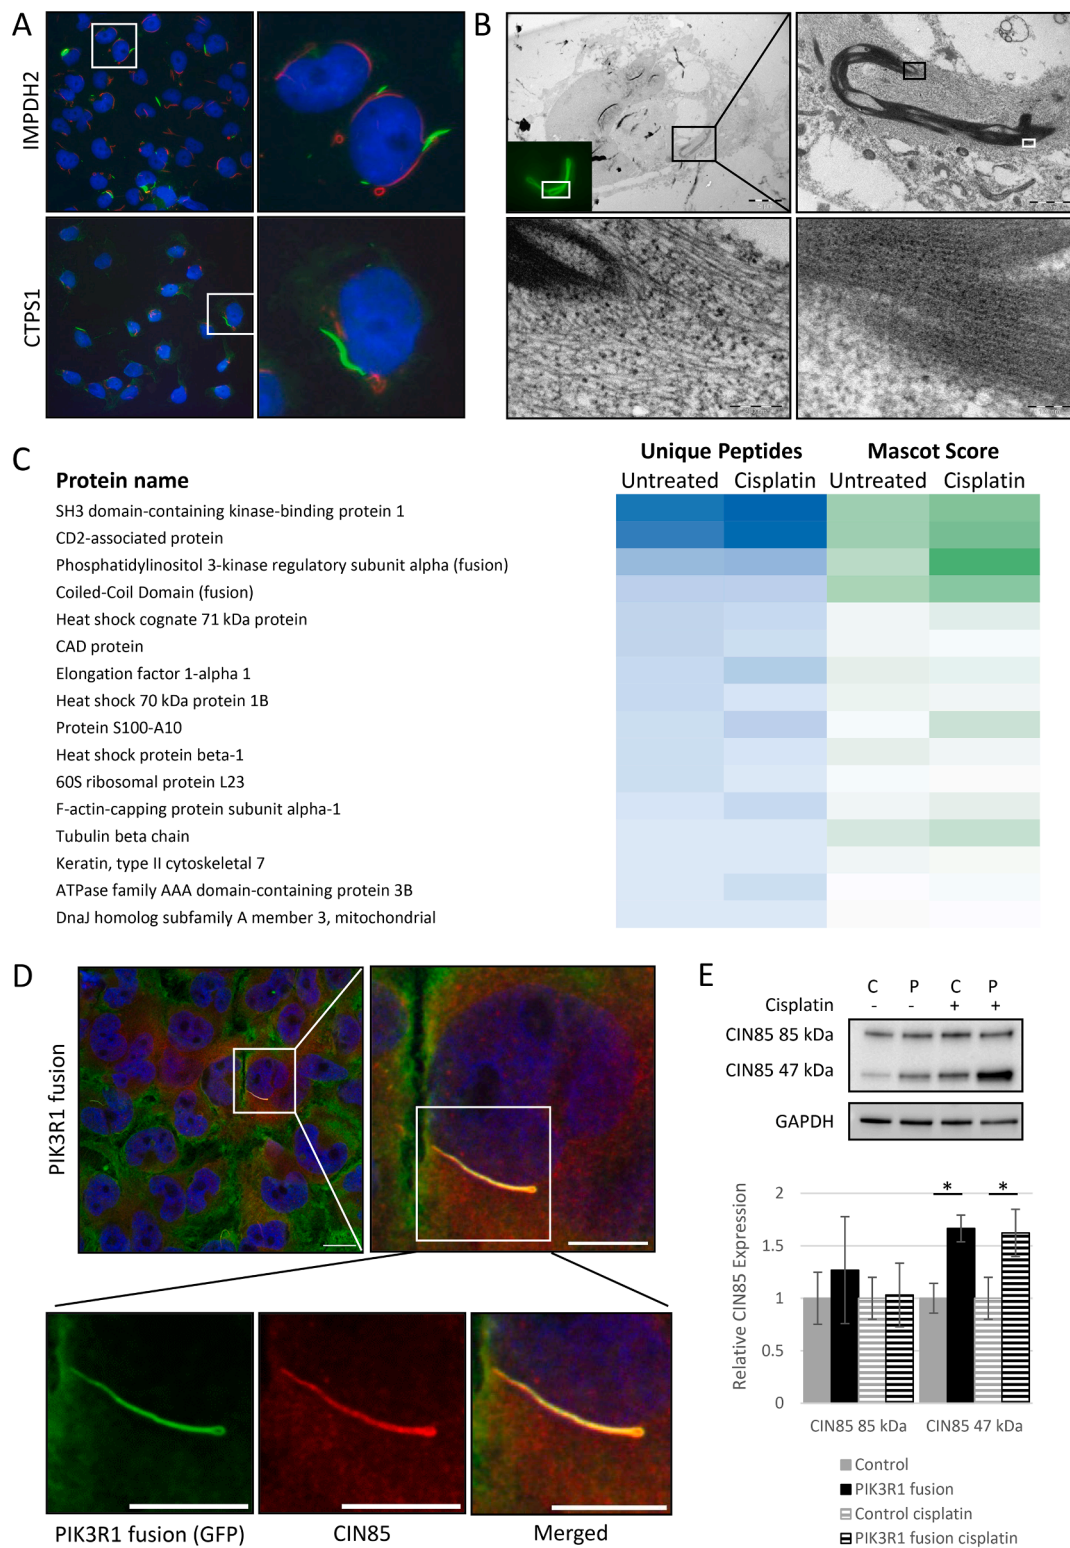 A
IMPDH2
CTPS1
B
C
Unique Peptides Mascot Score
Protein name Untreated Cisplatin Untreated Cisplatin
SH3 domain-containing kinase-binding protein 1
CD2-associated protein
Phosphatidylinositol 3-kinase regulatory subunit alpha (fusion)
Coiled-Coil Domain (fusion)
Heat shock cognate 71 kDa protein
CAD protein
Elongation factor 1-alpha 1
Heat shock 70 kDa protein 1B
Protein S100-A10
Heat shock protein beta-1
60S ribosomal protein L23
F-actin-capping protein subunit alpha-1
Tubulin beta chain
Keratin, type II cytoskeletal 7
ATPase family AAA domain-containing protein 3B
DnaJ homolog subfamily A member 3, mitochondrial
D
PIK3R1 fusion
PIK3R1 fusion (GFP) CIN85 Merged
E
C P C P
Cisplatin - - + +
CIN85 85 kDa
CIN85 47 kDa
GAPDH
Relative CIN85 Expression
2
1.5
1
0.5
0
* *
CIN85 85 kDa CIN85 47 kDa
Control
PIK3R1 fusion
Control cisplatin
PIK3R1 fusion cisplatin